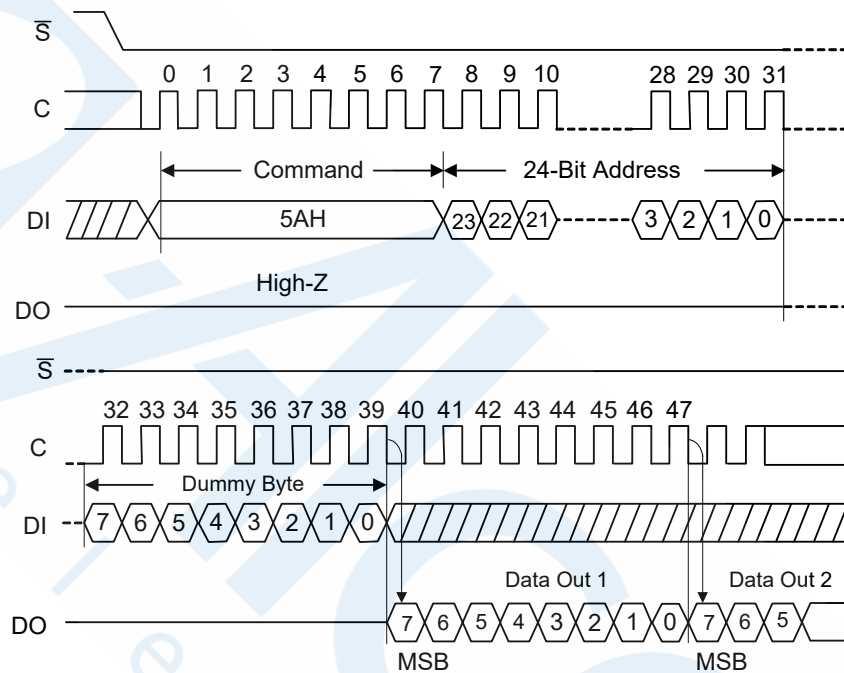 S
0 1 2 3 4 5 6 7 8 9 10 28 29 30 31
C
Command 24-Bit Address
DI 5AH 23 22 21 3 2 1 0
High-Z
DO
S
32 33 34 35 36 37 38 39 40 41 42 43 44 45 46 47
C
Dummy Byte
DI 7 6 5 4 3 2 1 0
Data Out 1 Data Out 2
DO 7 6 5 4 3 2 1 0 7 6 5
MSB MSB